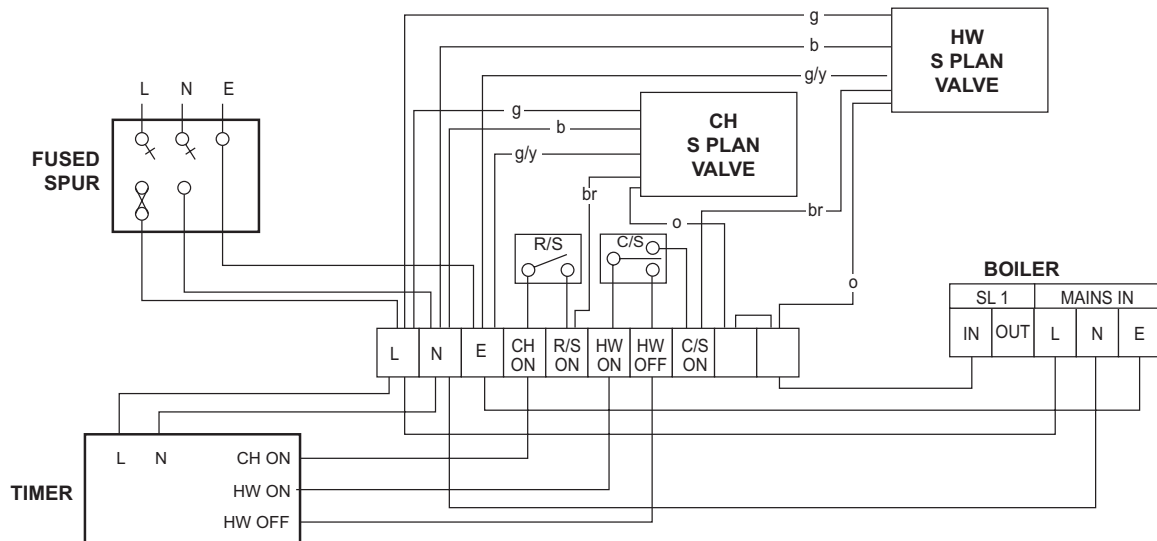 g
HW
S PLAN
VALVE
b
g/y
L N E
FUSED
SPUR
g
b
g/y
CH
S PLAN
VALVE
br
br
o
R/S
C/S
o
BOILER
SL 1 MAINS IN
IN OUT L N E
L N E CH ON R/S ON HW ON HW OFF C/S ON
TIMER
L N CH ON
HW ON
HW OFF